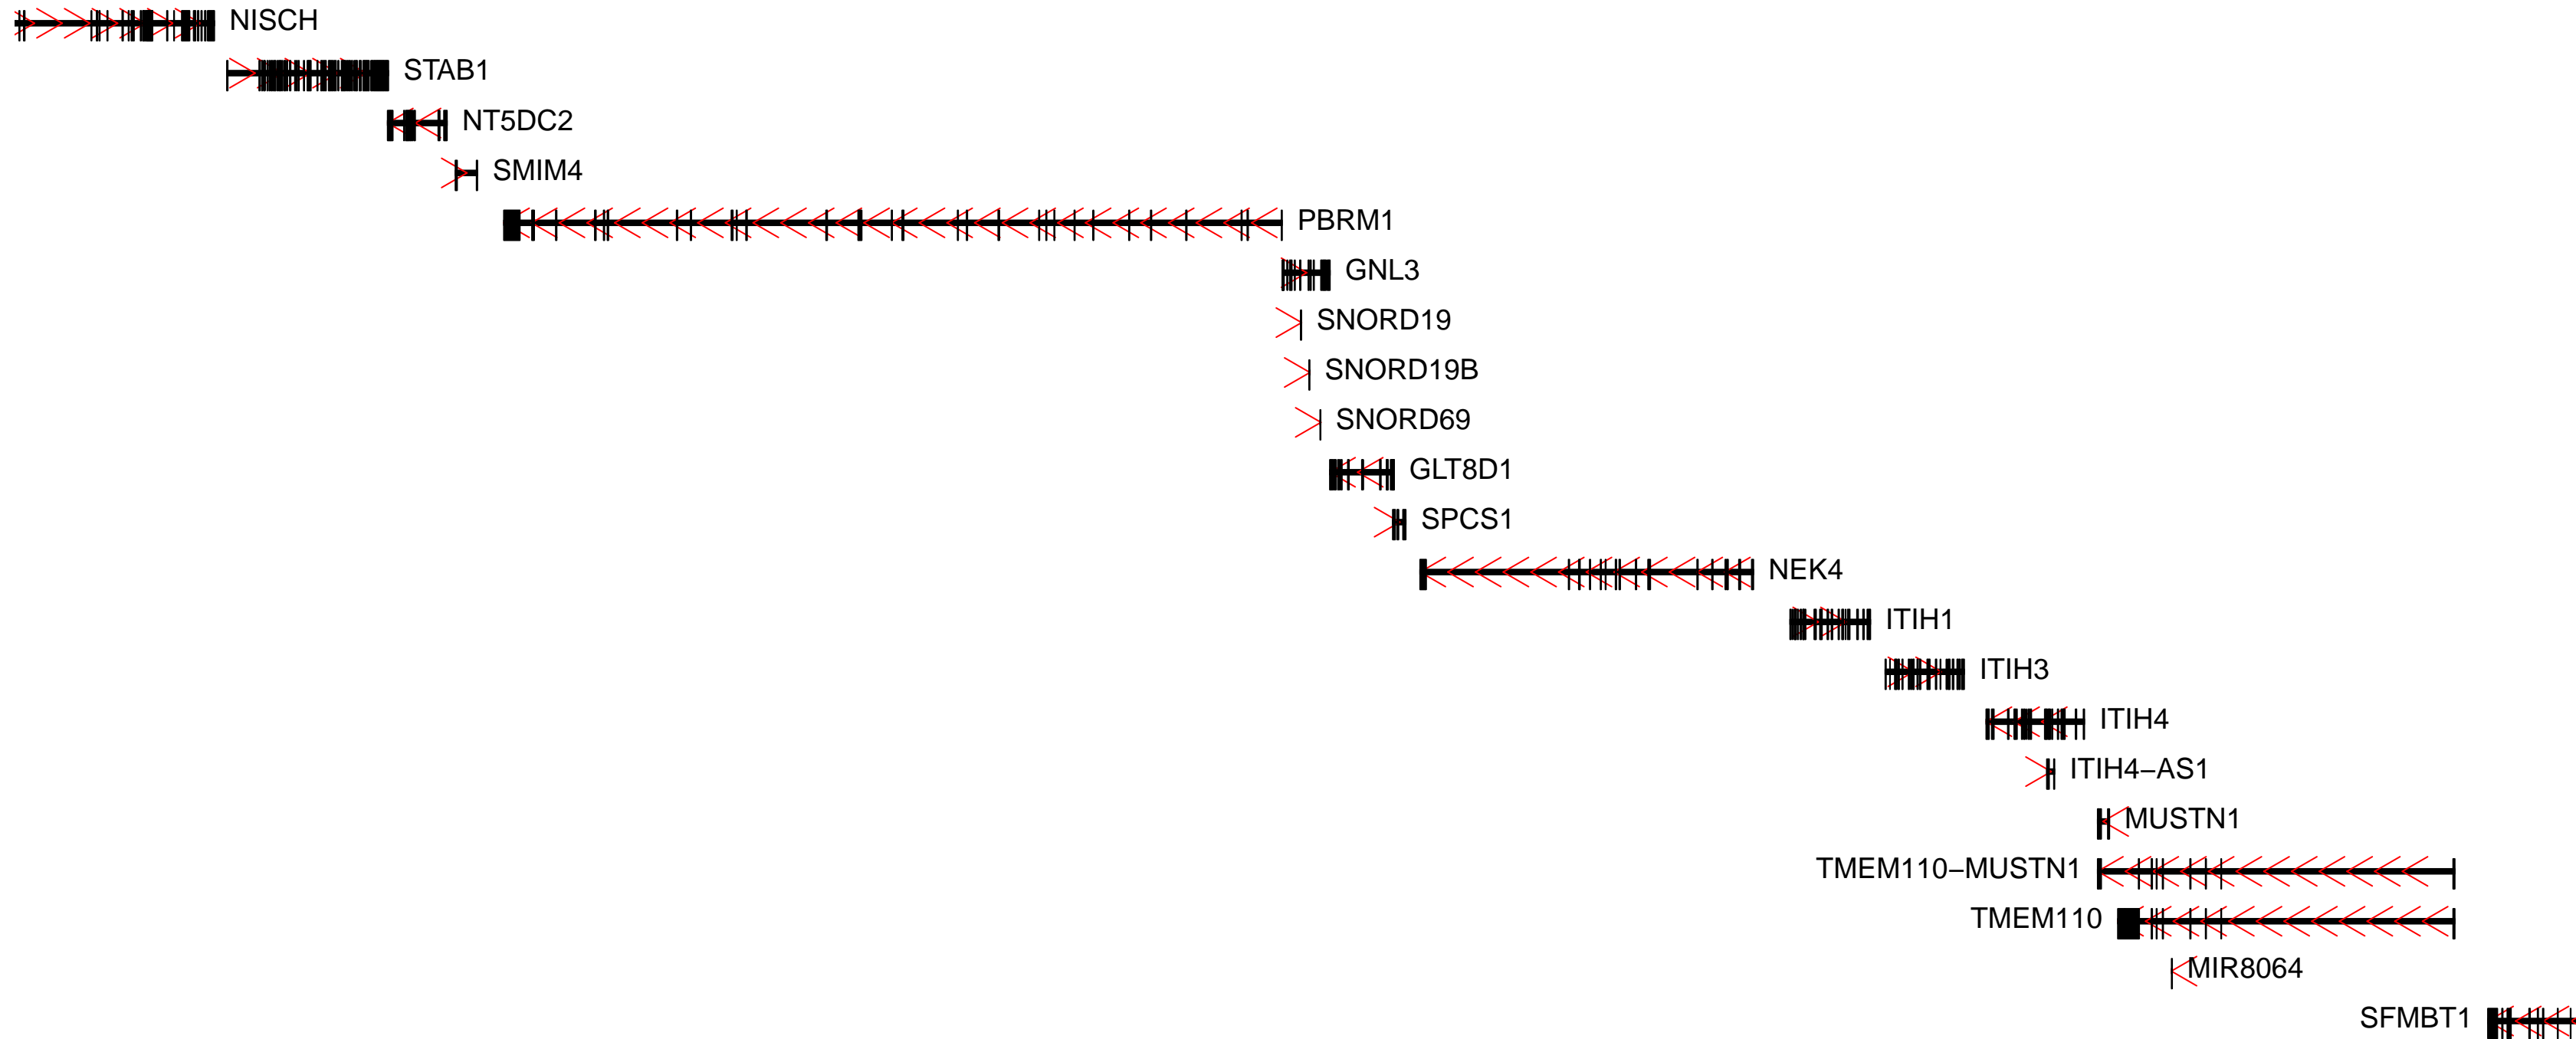 NISCH
STAB1
NT5DC2
SMIM4
PBRM1
GNL3
SNORD19
SNORD19B
SNORD69
GLT8D1
SPCS1
NEK4
ITIH1
ITIH3
ITIH4
ITIH4−AS1
MUSTN1
TMEM110−MUSTN1
TMEM110
MIR8064
SFMBT1